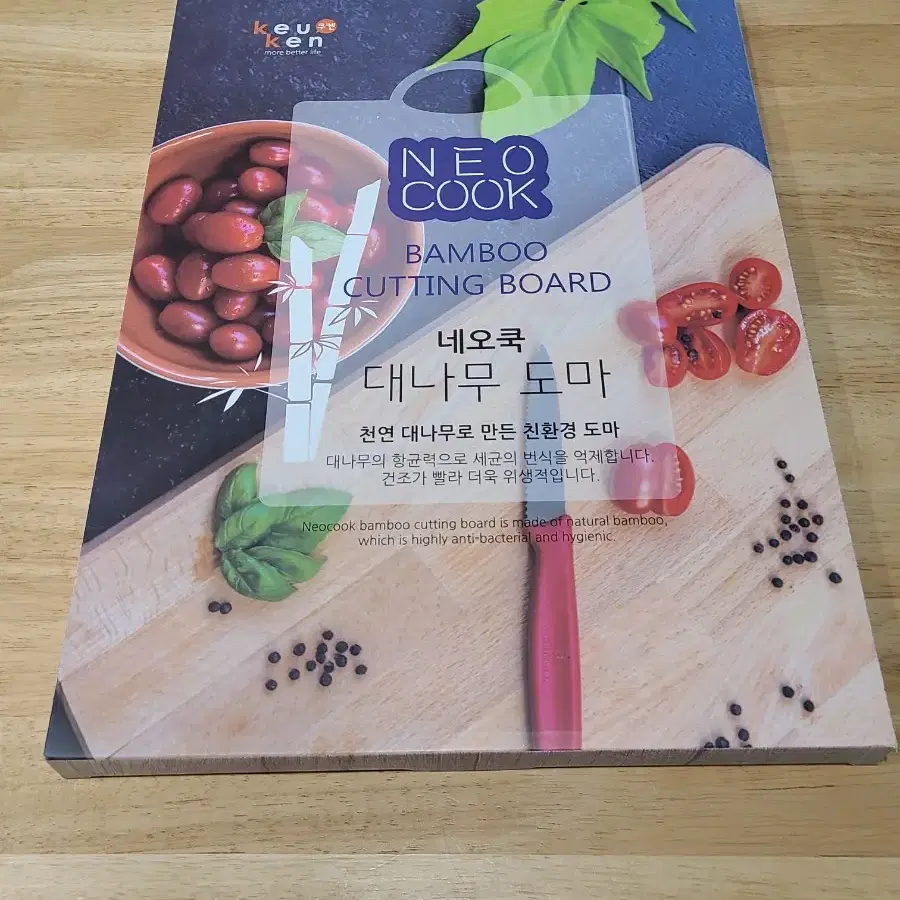 keu
ken
쿠켄
more better life
NEO
COOK
BAMBOO
CUTTING BOARD
네오쿡
대나무 도마
천연 대나무로 만든 친환경 도마
대나무의 항균력으로 세균의 번식을 억제합니다.
건조가 빨라 더욱 위생적입니다.
Neocook bamboo cutting board is made of natural bamboo,
which is highly anti-bacterial and hygienic.